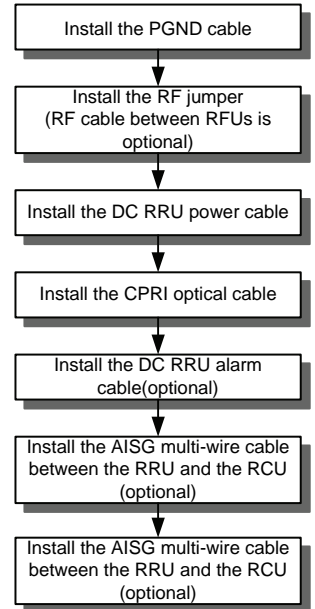 Install the PGND cable
Install the RF jumper
(RF cable between RFUs is
optional)
Install the DC RRU power cable
Install the CPRI optical cable
Install the DC RRU alarm
cable(optional)
Install the AISG multi-wire cable
between the RRU and the RCU
(optional)
Install the AISG multi-wire cable
between the RRU and the RCU
(optional)